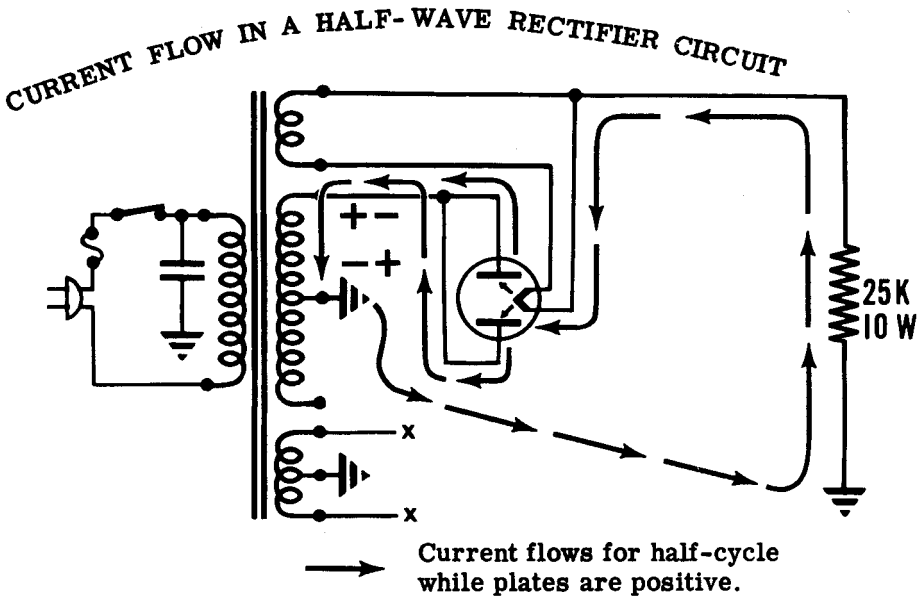 CURRENT FLOW IN A HALF-WAVE RECTIFIER CIRCUIT
+ -
- +
25K
10 W
x
x
Current flows for half-cycle
while plates are positive.